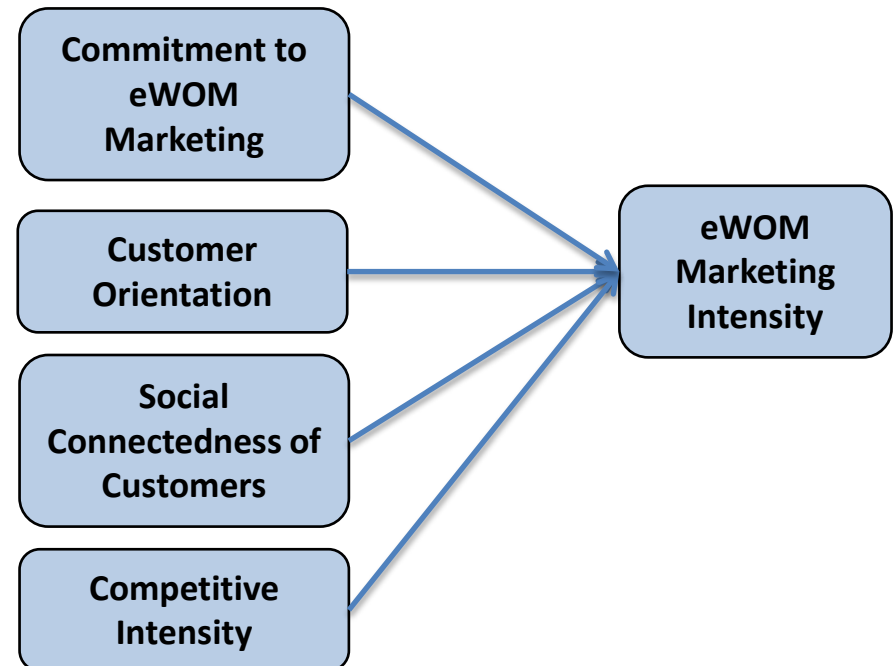 Commitment to
eWOM
Marketing
Customer
Orientation
Social
Connectedness of
Customers
Competitive
Intensity
eWOM
Marketing
Intensity